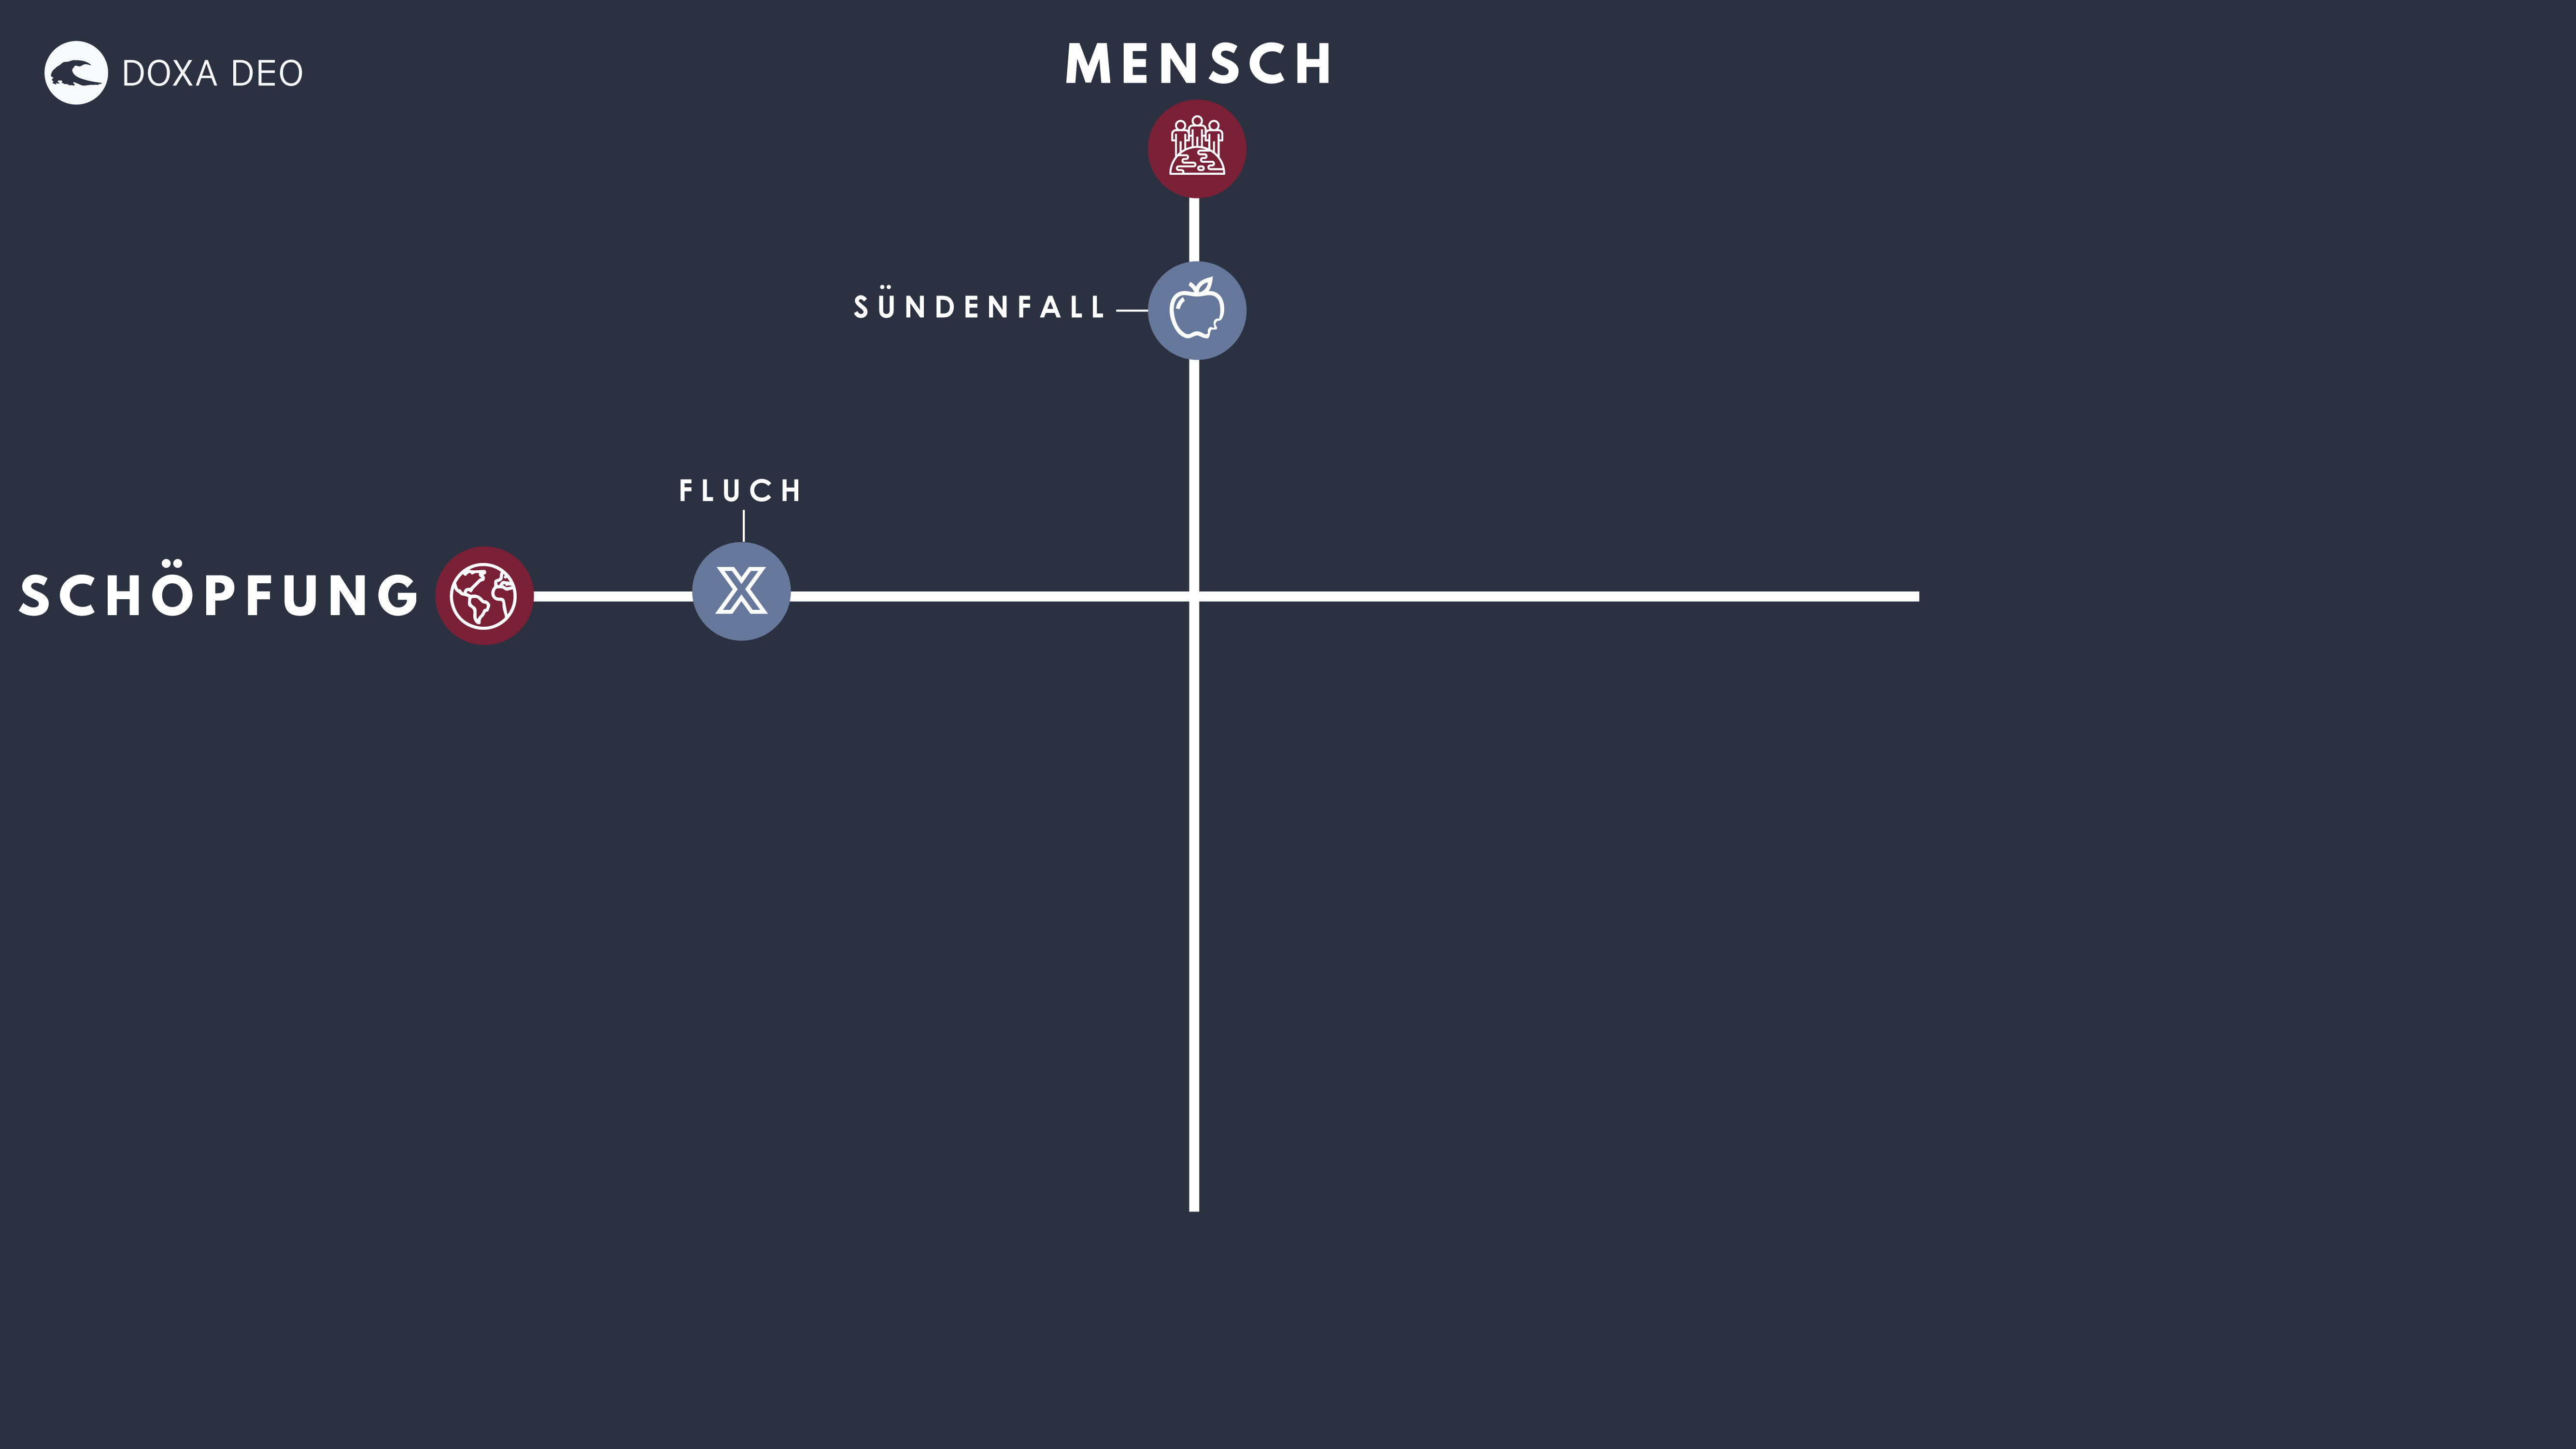 DOXA DEO
MENSCH
SÜNDENFALL
FLUCH
SCHÖPFUNG
X